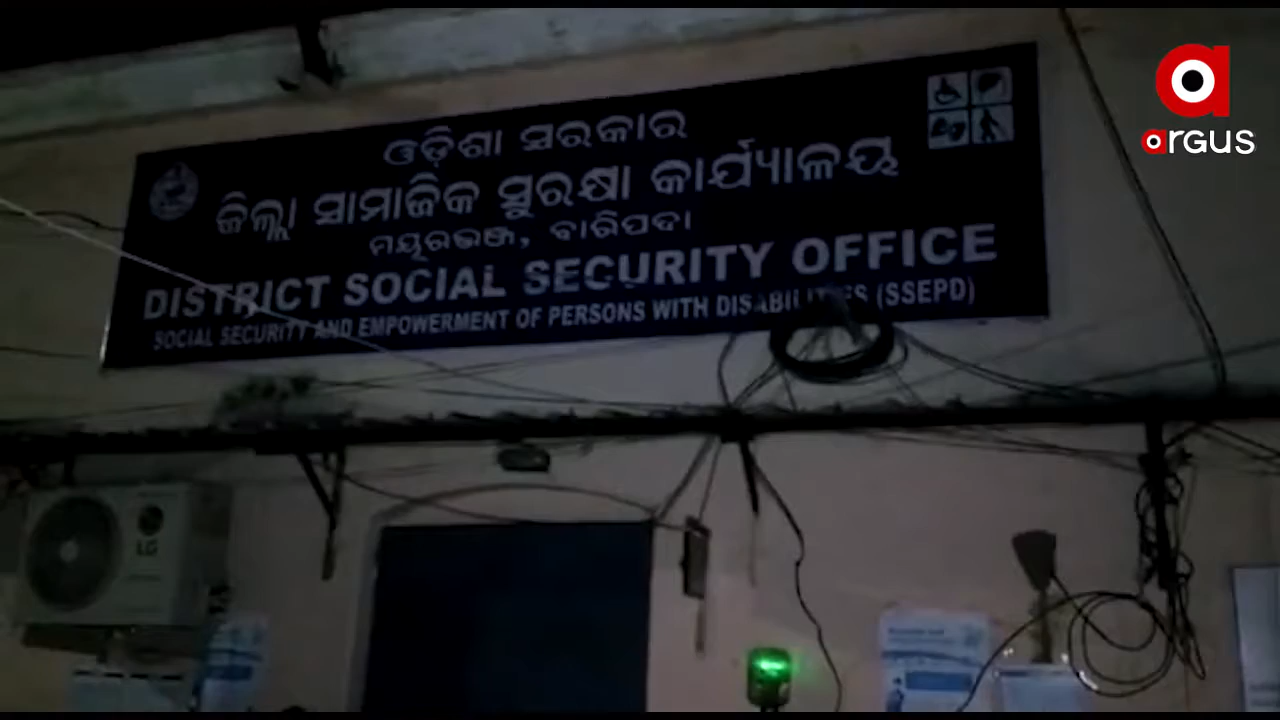 ଓଡ଼ିଶା ସରକାର
ଜିଲ୍ଲା ସାମାଜିକ ସୁରକ୍ଷା କାର୍ଯ୍ୟାଳୟ
ମୟୂରଭଞ୍ଜ, ବାରିପଦା
DISTRICT SOCIAL SECURITY OFFICE
SOCIAL SECURITY AND EMPOWERMENT OF PERSONS WITH DISABILITIES (SSEPD)
argus
LG